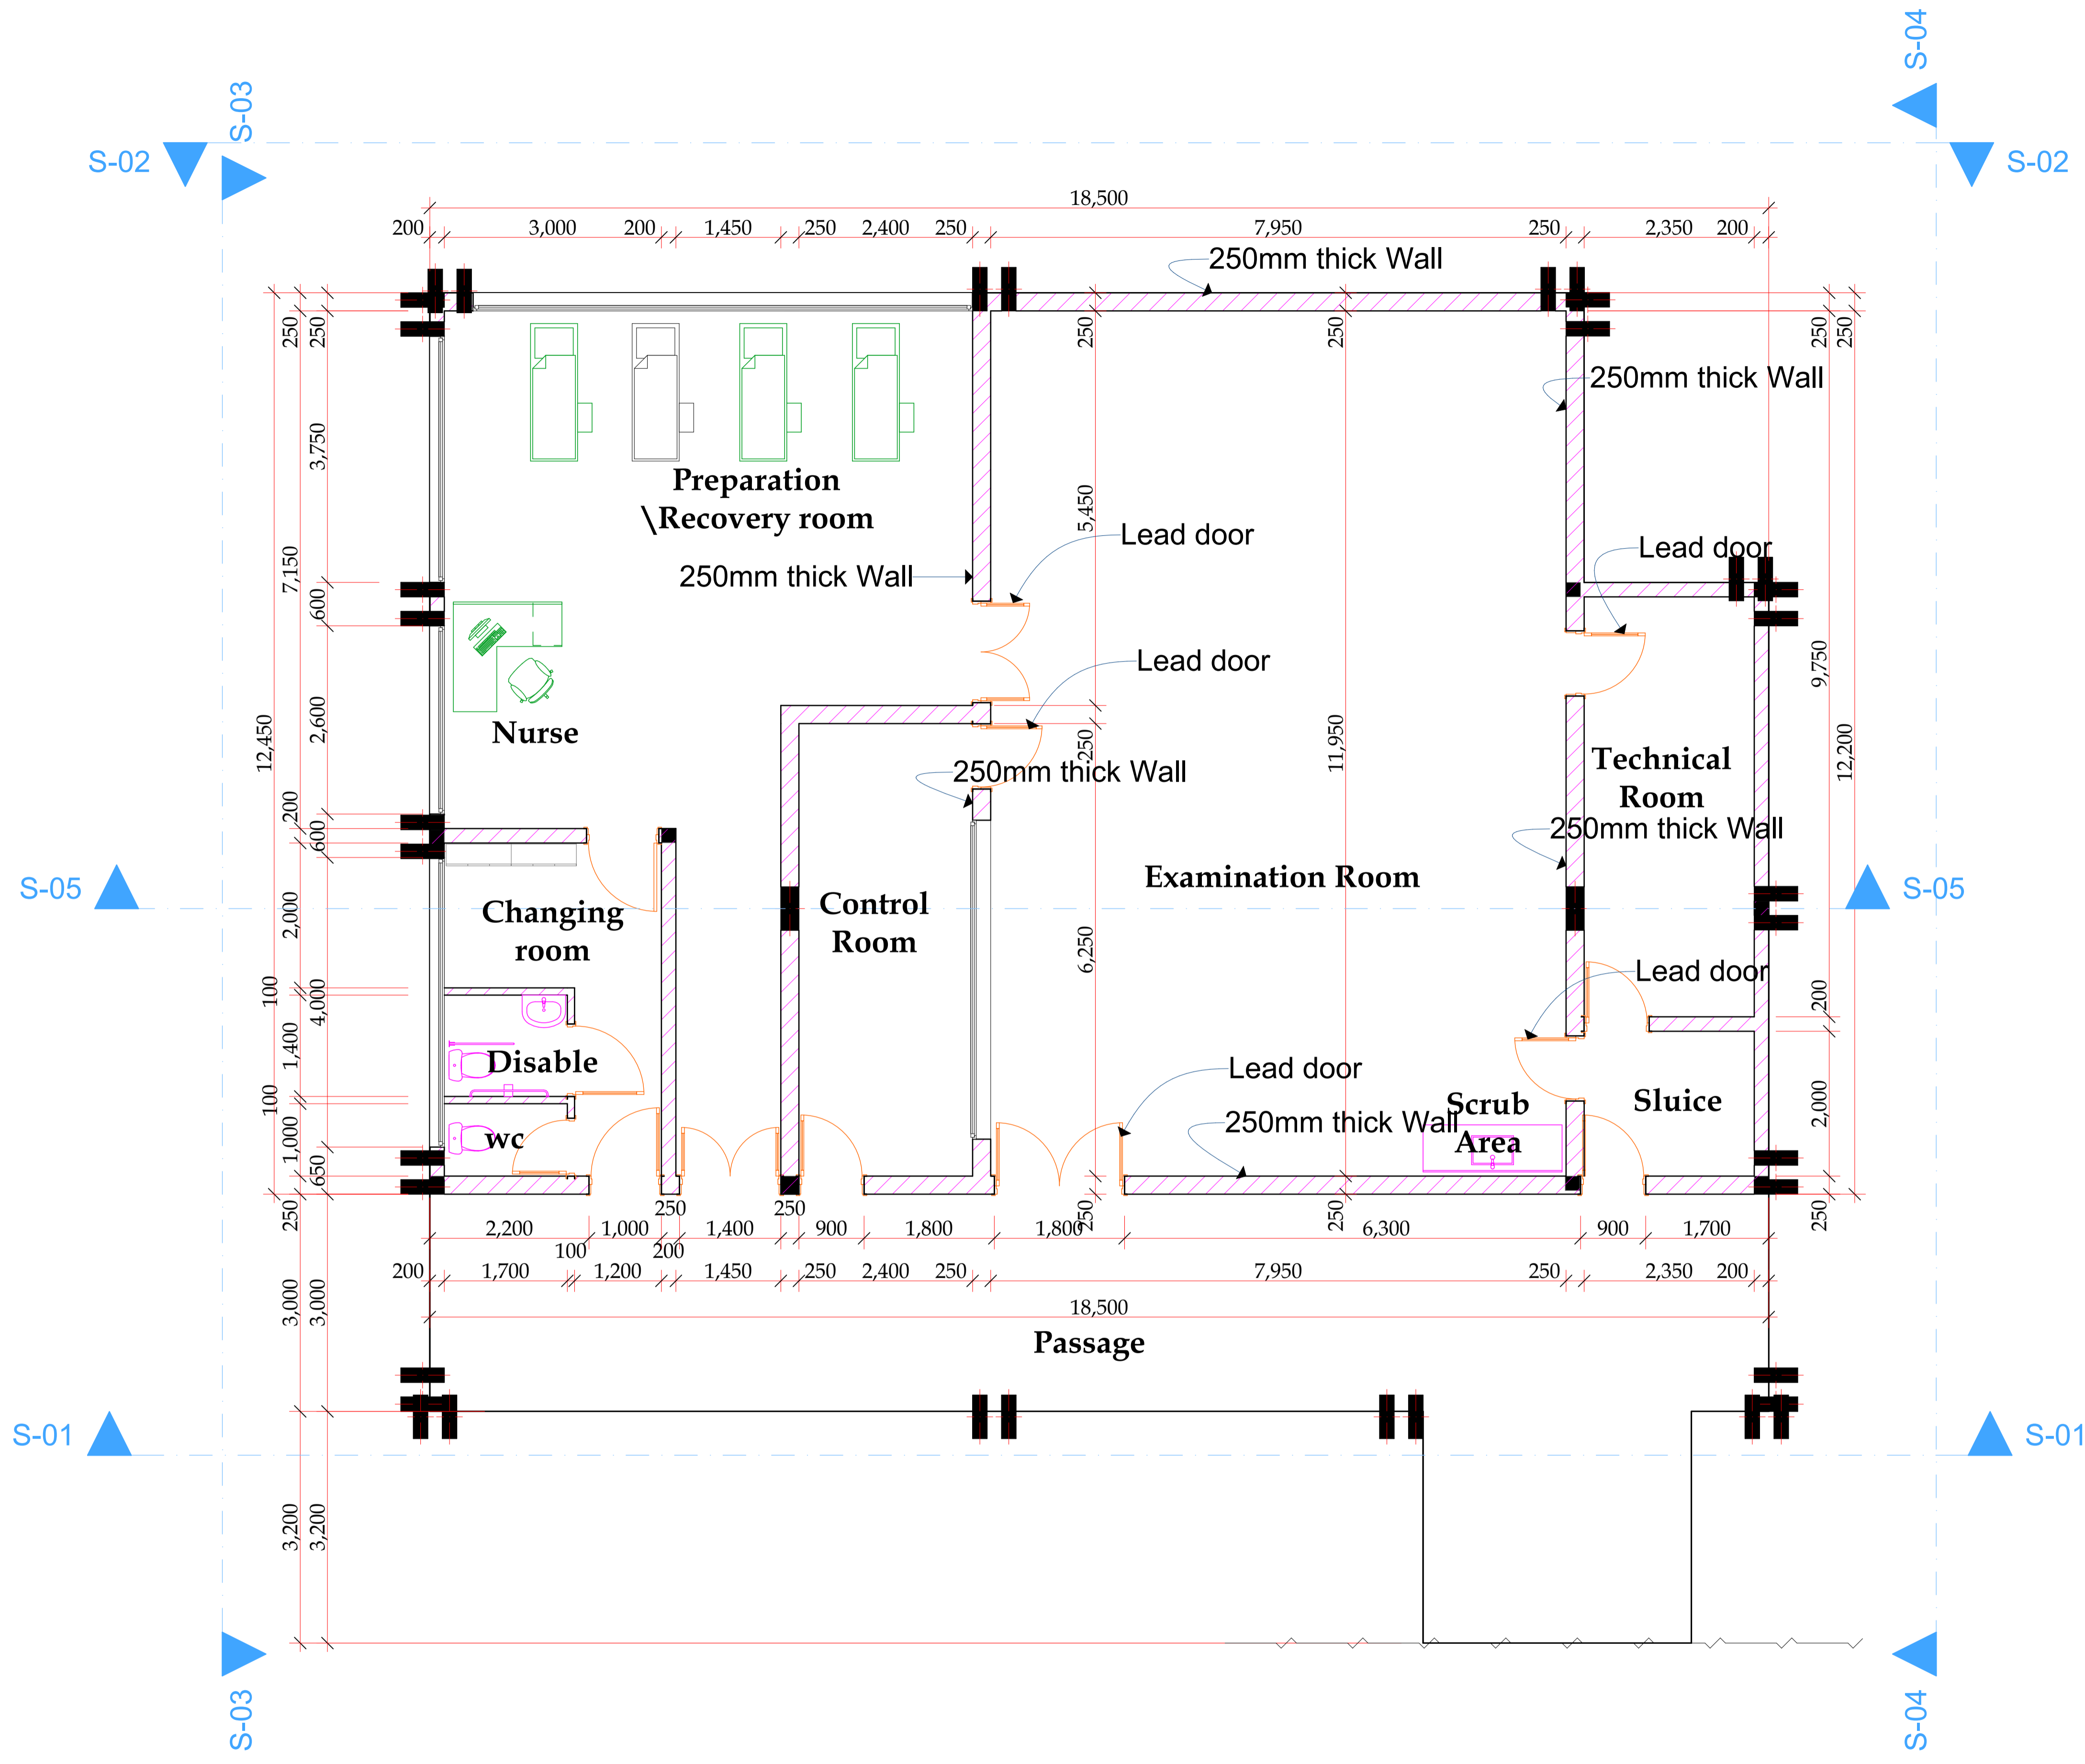 S-04
S-03
S-02
S-02
18,500
200
3,000
200
1,450
250
2,400
250
7,950
250
2,350
200
250mm thick Wall
250
250
250
250
250
250
250mm thick Wall
3,750
Preparation
\Recovery room
5,450
Lead door
Lead door
250mm thick Wall
7,150
600
Lead door
9,750
2,600
Nurse
12,450
250
11,950
12,200
Technical
Room
250mm thick Wall
200
600
250mm thick Wall
Examination Room
S-05
S-05
Changing
room
Control
Room
2,000
6,250
Lead door
100
4,000
200
1,400
Disable
Lead door
100
Scrub
Area
Sluice
2,000
250mm thick Wall
1,000
wc
650
250
250
250
250
250
250
2,200
1,000
1,400
900
1,800
1,800
6,300
900
1,700
100
200
200
1,700
1,200
1,450
250
2,400
250
7,950
250
2,350
200
3,000
3,000
18,500
Passage
S-01
S-01
3,200
3,200
S-03
S-04